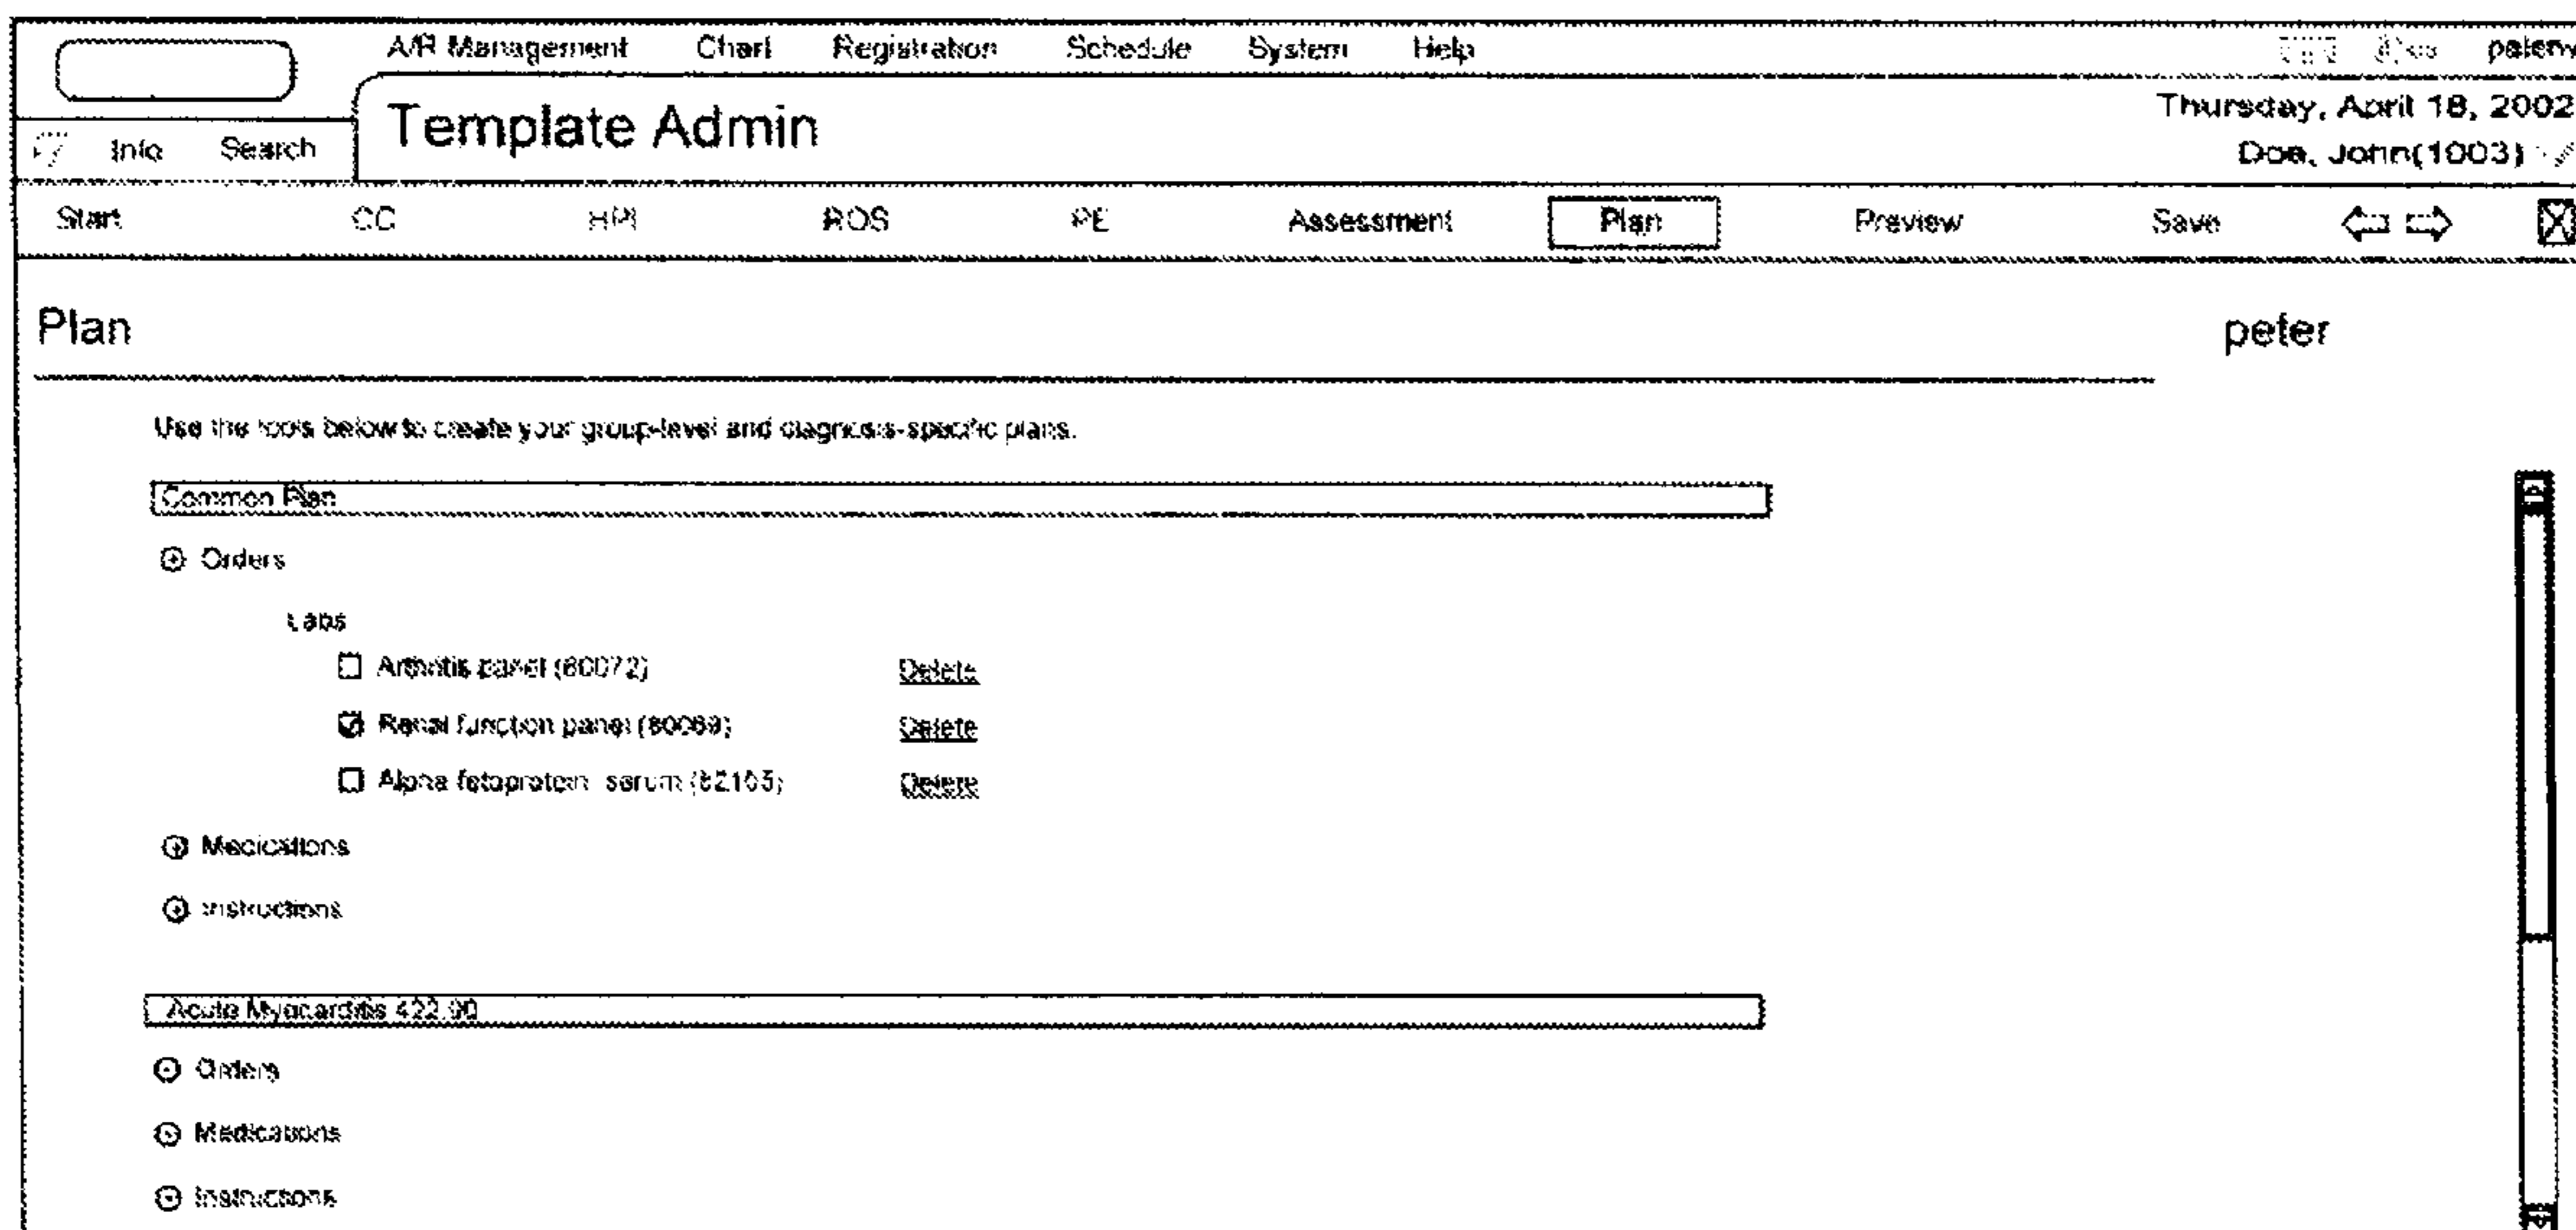 A/R Management Chart Registration Schedule System Help
Thursday, April 18, 2002
Template Admin
Info Search
Doe, John(1003)
Start CC HPI ROS PE Assessment Plan Preview Save
Plan peter
Use the tools below to create your group-level and diagnosis-specific plans.
Common Plan
Orders
Labs
Arthritis panel (80072) Delete
Renal function panel (80069) Delete
Alpha-fetoprotein serum (82105) Delete
Medications
Instructions
Acute Myocarditis 422.90
Orders
Medications
Instructions